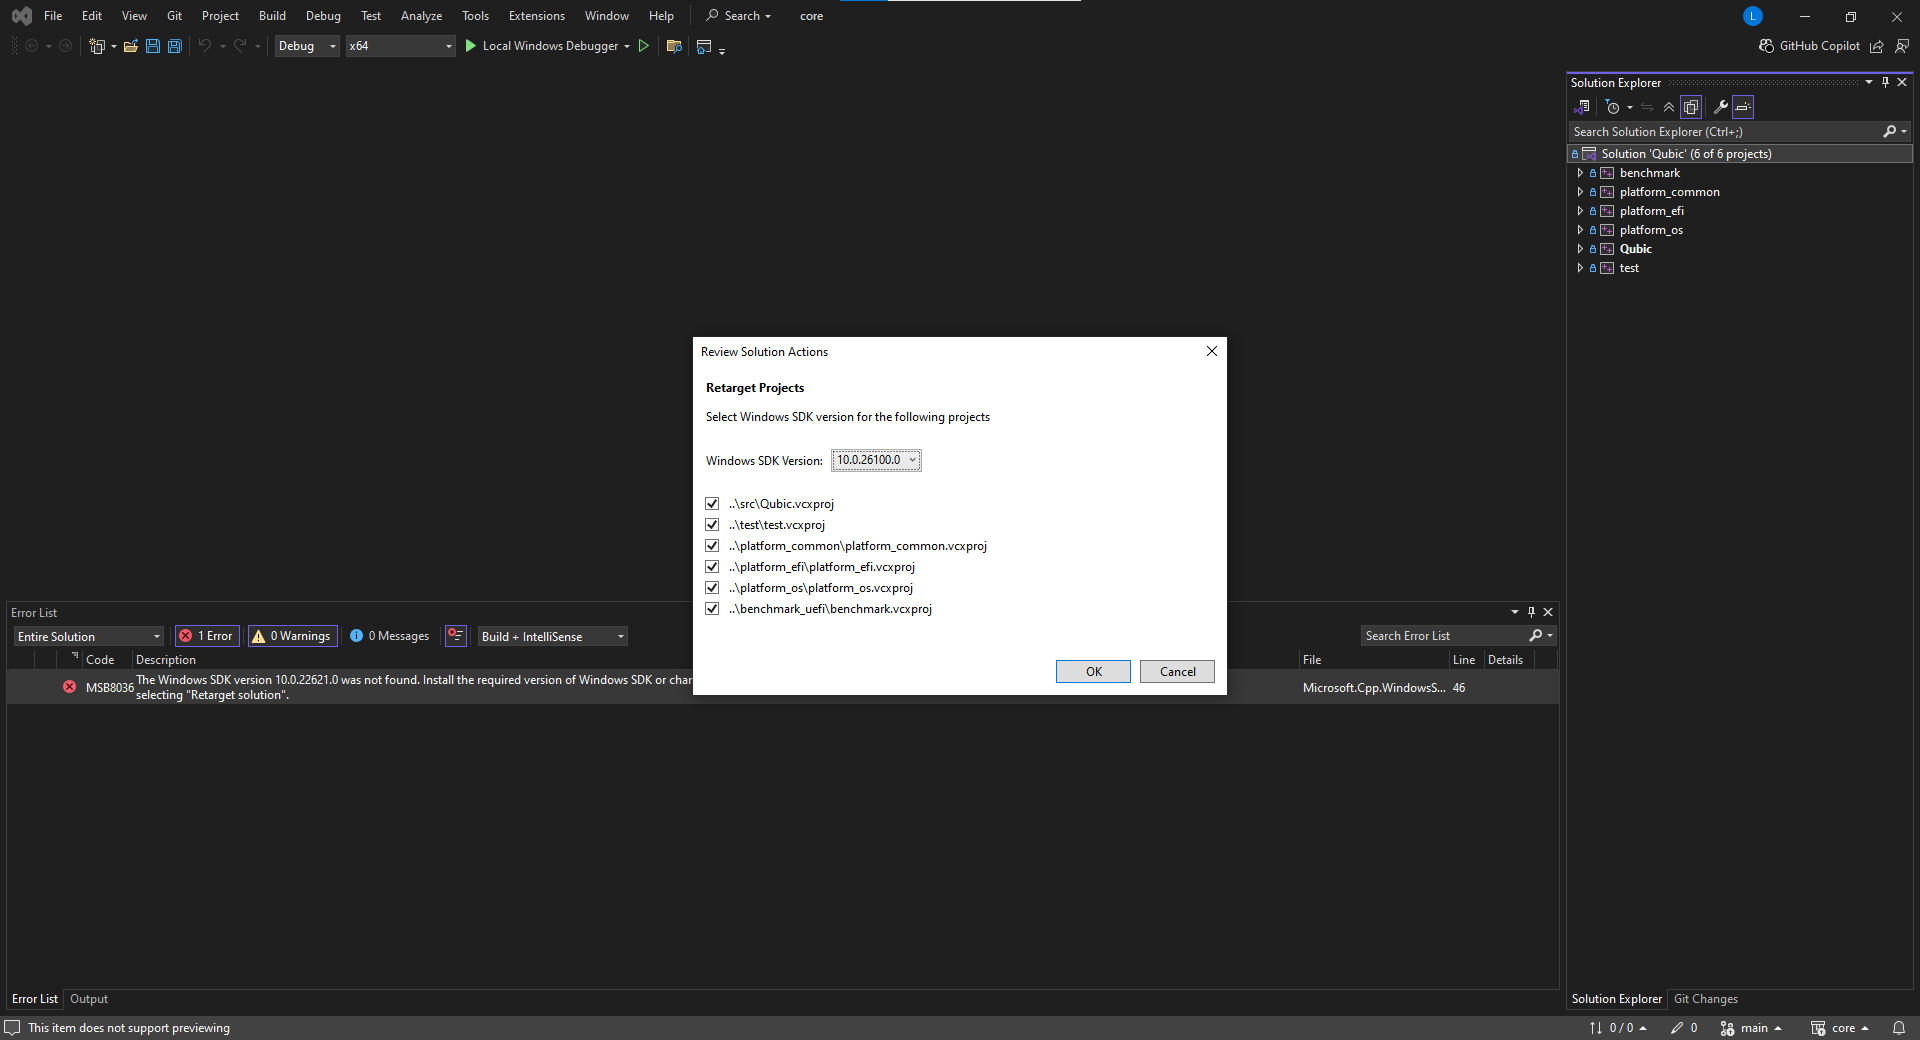 File Edit View Git Project Build Debug Test Analyze Tools Extensions Window Help Search core L
Debug x64 Local Windows Debugger GitHub Copilot
Solution Explorer
Search Solution Explorer (Ctrl+;)
Solution 'Qubic' (6 of 6 projects)
benchmark
platform_common
platform_efi
platform_os
Qubic
test
Review Solution Actions
Retarget Projects
Select Windows SDK version for the following projects
Windows SDK Version: 10.0.26100.0
..\src\Qubic.vcxproj
..\test\test.vcxproj
..\platform_common\platform_common.vcxproj
..\platform_efi\platform_efi.vcxproj
..\platform_os\platform_os.vcxproj
..\benchmark_uefi\benchmark.vcxproj
OK Cancel
Error List
Entire Solution 1 Error 0 Warnings 0 Messages Build + IntelliSense Search Error List
Code Description File Line Details
MSB8036 The Windows SDK version 10.0.22621.0 was not found. Install the required version of Windows SDK or
selecting "Retarget solution". Microsoft.Cpp.WindowsS... 46
Error List Output
Solution Explorer Git Changes
This item does not support previewing 0 / 0 0 main core